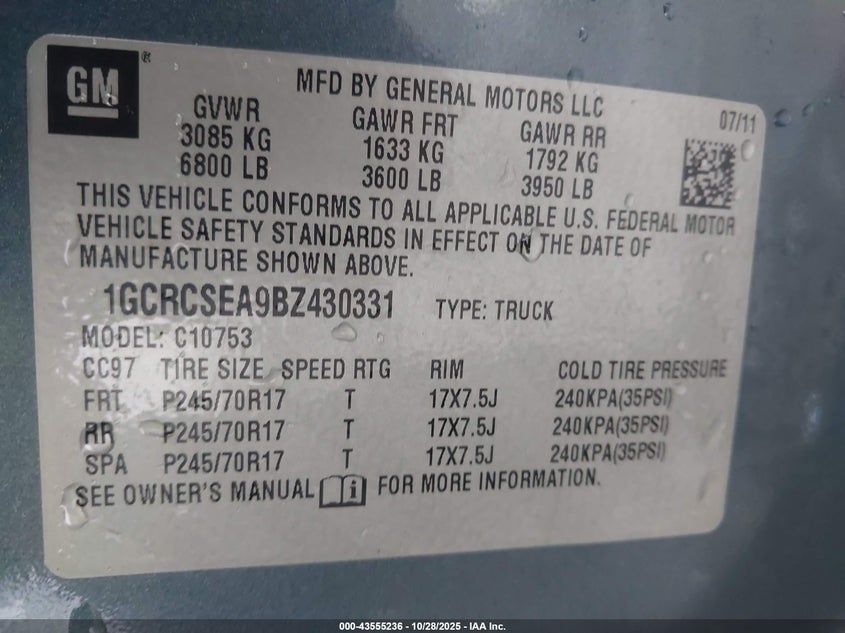 GM ®
MFD BY GENERAL MOTORS LLC
07/11
GVWR GAWR FRT GAWR RR
3085 KG 1633 KG 1792 KG
6800 LB 3600 LB 3950 LB
THIS VEHICLE CONFORMS TO ALL APPLICABLE U.S. FEDERAL MOTOR
VEHICLE SAFETY STANDARDS IN EFFECT ON THE DATE OF
MANUFACTURE SHOWN ABOVE.
1GCRCSEA9BZ430331 TYPE: TRUCK
MODEL: C10753
CC97 TIRE SIZE SPEED RTG RIM COLD TIRE PRESSURE
FRT P245/70R17 T 17X7.5J 240KPA(35PSI)
RR P245/70R17 T 17X7.5J 240KPA(35PSI)
SPA P245/70R17 T 17X7.5J 240KPA(35PSI)
SEE OWNER'S MANUAL i FOR MORE INFORMATION.
000-43555236 - 10/28/2025 - IAA Inc.